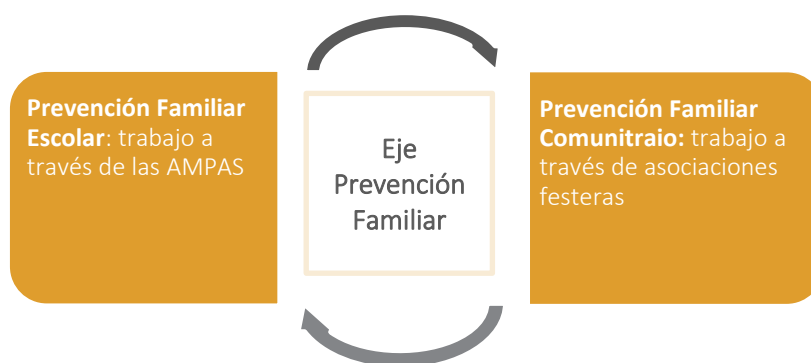 Prevención Familiar
Escolar: trabajo a
través de las AMPAS
Eje
Prevención
Familiar
Prevención Familiar
Comunitraio: trabajo a
través de asociaciones
festeras